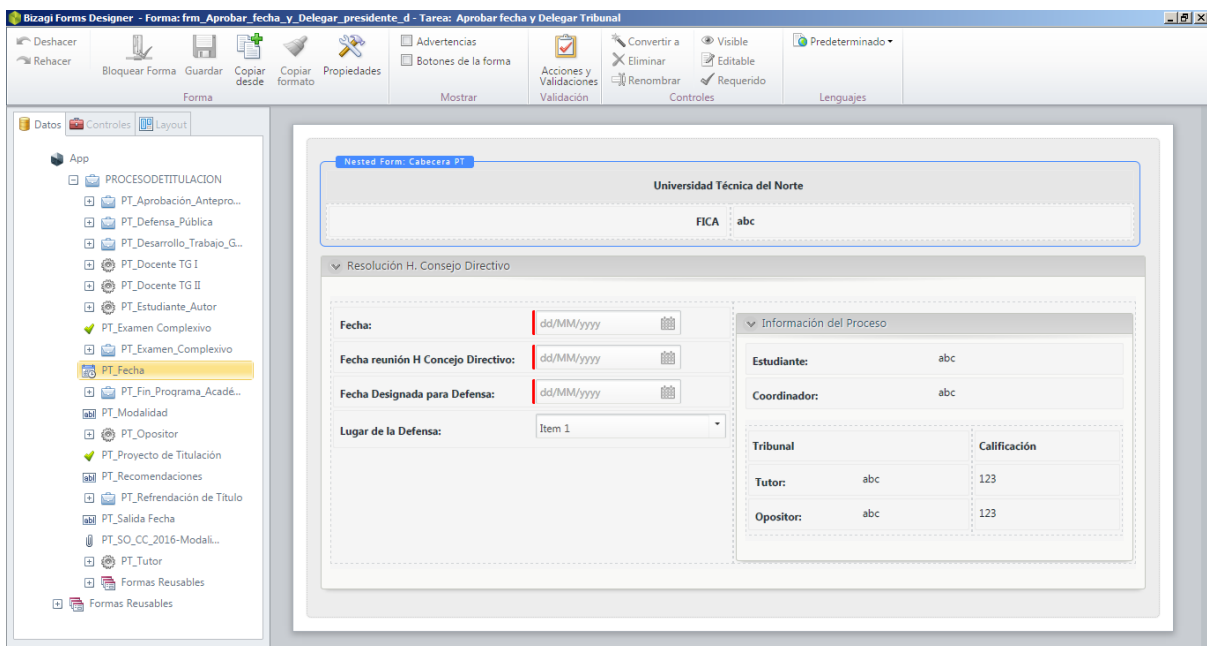 Bizagi Forms Designer - Forma: frm_Aprobar_fecha_y_Delegar_presidente_d - Tarea: Aprobar fecha y Delegar Tribunal
Deshacer
Rehacer
Bloquear Forma
Guardar
Copiar desde
Copiar formato
Propiedades
Advertencias
Botones de la forma
Acciones y Validaciones
Convertir a
Eliminar
Renombrar
Visible
Editable
Requerido
Predeterminado
Forma
Mostrar
Validación
Controles
Lenguajes
Datos
Controles
Layout
App
PROCESODETITULACION
PT_Aprobación_Antepro...
PT_Defensa_Pública
PT_Desarrollo_Trabajo_G...
PT_Docente TG I
PT_Docente TG II
PT_Estudiante_Autor
PT_Examen Complexivo
PT_Examen_Complexivo
PT_Fecha
PT_Fin_Programa_Acadé...
PT_Modalidad
PT_Opositor
PT_Proyecto de Titulación
PT_Recomendaciones
PT_Refrendación de Título
PT_Salida Fecha
PT_SO_CC_2016-Modali...
PT_Tutor
Formas Reusables
Formas Reusables
Nested Form: Cabecera PT
Universidad Técnica del Norte
FICA abc
Resolución H. Consejo Directivo
Fecha: dd/MM/yyyy
Fecha reunión H Concejo Directivo: dd/MM/yyyy
Fecha Designada para Defensa: dd/MM/yyyy
Lugar de la Defensa: Item 1
Información del Proceso
Estudiante: abc
Coordinador: abc
Tribunal Calificación
Tutor: abc 123
Opositor: abc 123